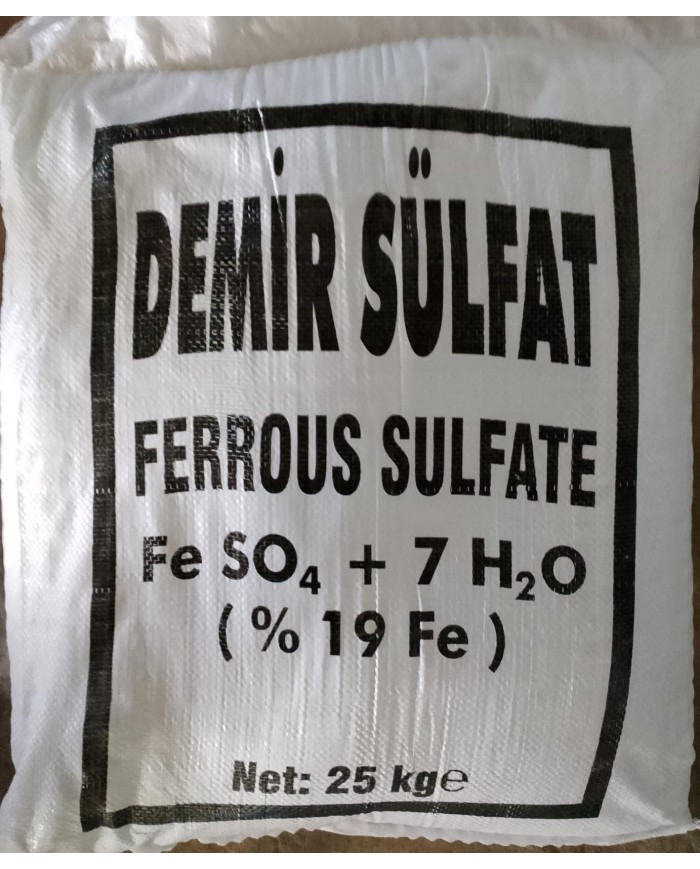 DEMİR SÜLFAT
FERROUS SULFATE
Fe SO₄ + 7 H₂O
( % 19 Fe )
Net: 25 kg℮